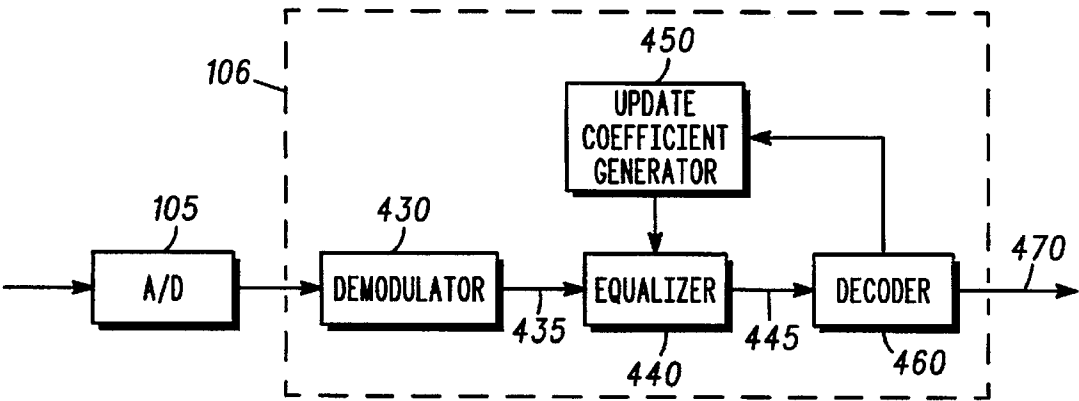 450
106
UPDATE
COEFFICIENT
GENERATOR
105
430
470
A/D
DEMODULATOR
EQUALIZER
DECODER
435
445
440
460